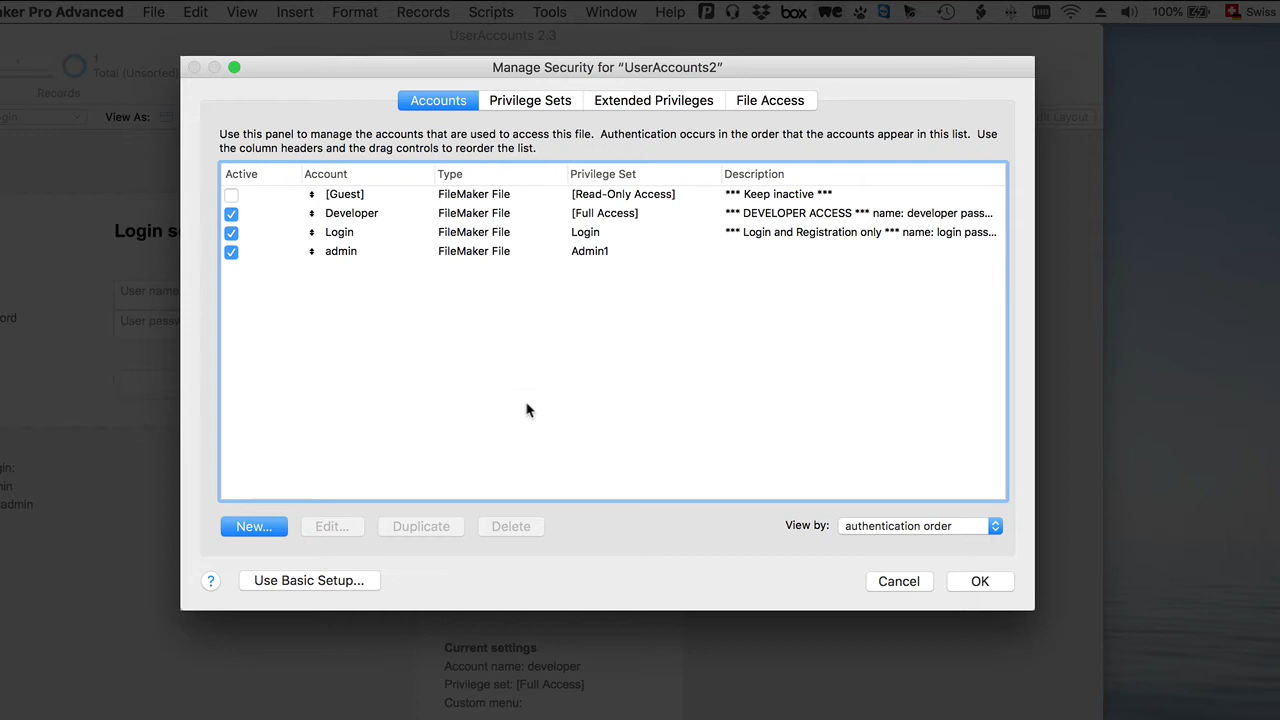 ker Pro Advanced File Edit View Insert Format Records Scripts Tools Window Help box 100% Swiss
UserAccounts 2.3
1
Total (Unsorted)
Records
View As:
dit Layout
Manage Security for “UserAccounts2”
Accounts Privilege Sets Extended Privileges File Access
Use this panel to manage the accounts that are used to access this file. Authentication occurs in the order that the accounts appear in this list. Use
the column headers and the drag controls to reorder the list.
Active Account Type Privilege Set Description
[Guest] FileMaker File [Read-Only Access] *** Keep inactive ***
Developer FileMaker File [Full Access] *** DEVELOPER ACCESS *** name: developer pass...
Login FileMaker File Login *** Login and Registration only *** name: login pass...
admin FileMaker File Admin1
Login s
User name
ord
User passw
gin:
min
admin
New... Edit... Duplicate Delete View by: authentication order
? Use Basic Setup... Cancel OK
Current settings
Account name: developer
Privilege set: [Full Access]
Custom menu: